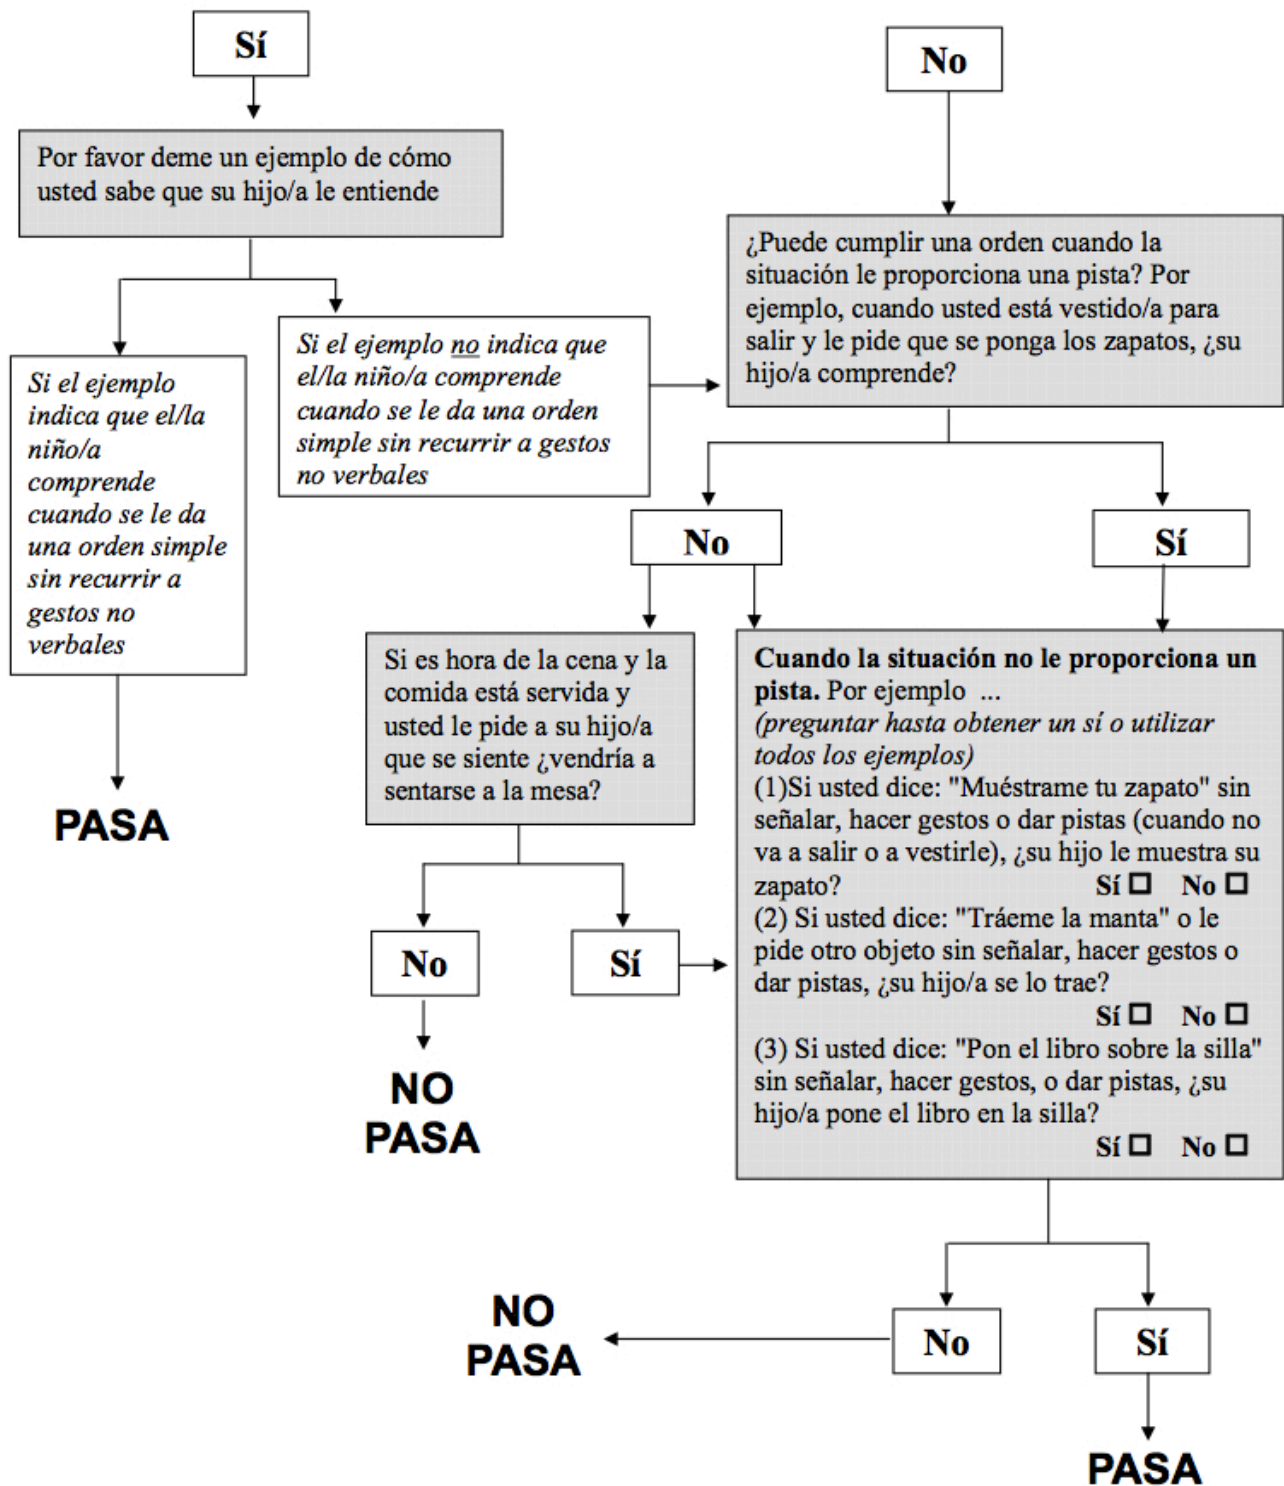 Sí
No
Por favor deme un ejemplo de cómo
usted sabe que su hijo/a le entiende
¿Puede cumplir una orden cuando la
situación le proporciona una pista? Por
ejemplo, cuando usted está vestido/a para
salir y le pide que se ponga los zapatos, ¿su
hijo/a comprende?
Si el ejemplo no indica que
el/la niño/a comprende
cuando se le da una orden
simple sin recurrir a gestos
no verbales
Si el ejemplo
indica que el/la
niño/a
comprende
cuando se le da
una orden simple
sin recurrir a
gestos no
verbales
PASA
No
Sí
Si es hora de la cena y la
comida está servida y
usted le pide a su hijo/a
que se siente ¿vendría a
sentarse a la mesa?
No
Sí
NO
PASA
Cuando la situación no le proporciona un
pista. Por ejemplo ...
(preguntar hasta obtener un sí o utilizar
todos los ejemplos)
(1)Si usted dice: "Muéstrame tu zapato" sin
señalar, hacer gestos o dar pistas (cuando no
va a salir o a vestirle), ¿su hijo le muestra su
zapato? Sí ☐ No ☐
(2) Si usted dice: "Tráeme la manta" o le
pide otro objeto sin señalar, hacer gestos o
dar pistas, ¿su hijo/a se lo trae?
Sí ☐ No ☐
(3) Si usted dice: "Pon el libro sobre la silla"
sin señalar, hacer gestos, o dar pistas, ¿su
hijo/a pone el libro en la silla?
Sí ☐ No ☐
No
Sí
NO
PASA
PASA